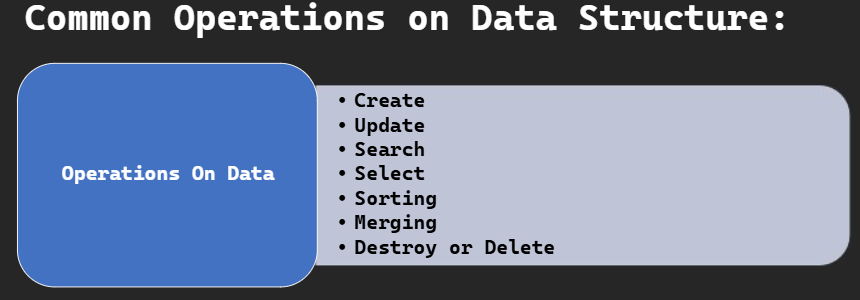 Common Operations on Data Structure:
Operations On Data
• Create
• Update
• Search
• Select
• Sorting
• Merging
• Destroy or Delete